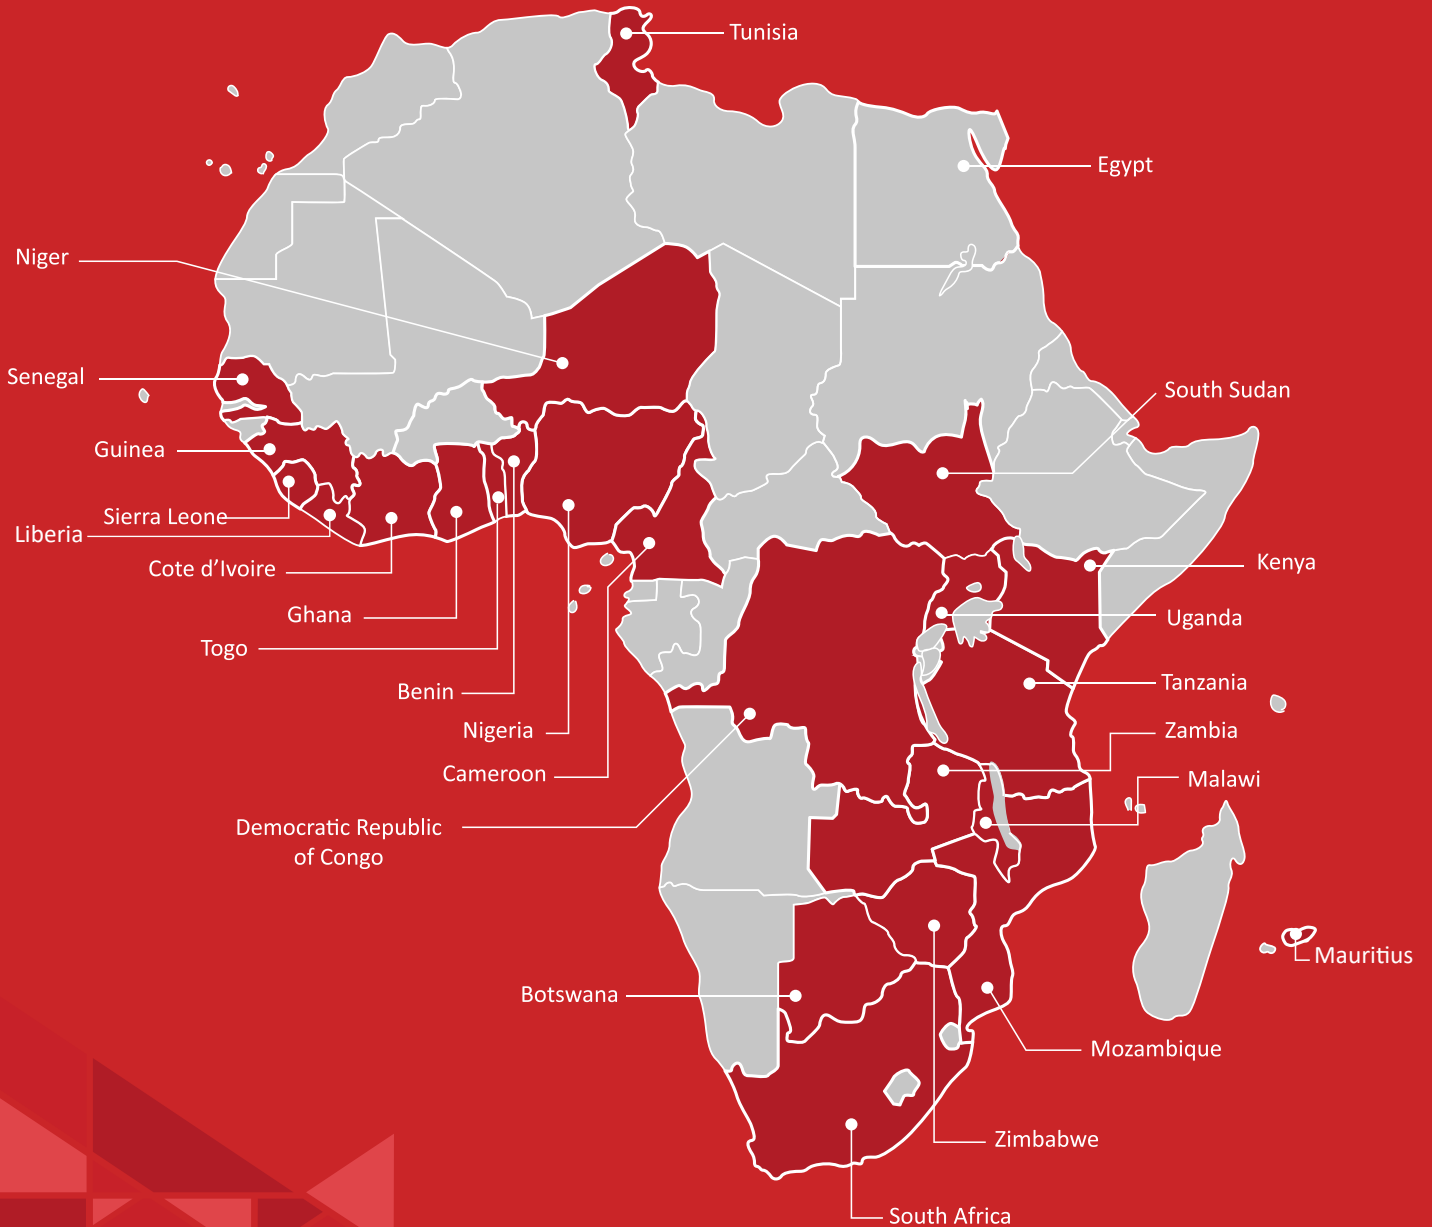 Tunisia
Egypt
Niger
Senegal
South Sudan
Guinea
Sierra Leone
Liberia
Cote d’Ivoire
Kenya
Ghana
Uganda
Togo
Tanzania
Benin
Nigeria
Zambia
Cameroon
Malawi
Democratic Republic
of Congo
Mauritius
Botswana
Mozambique
Zimbabwe
South Africa